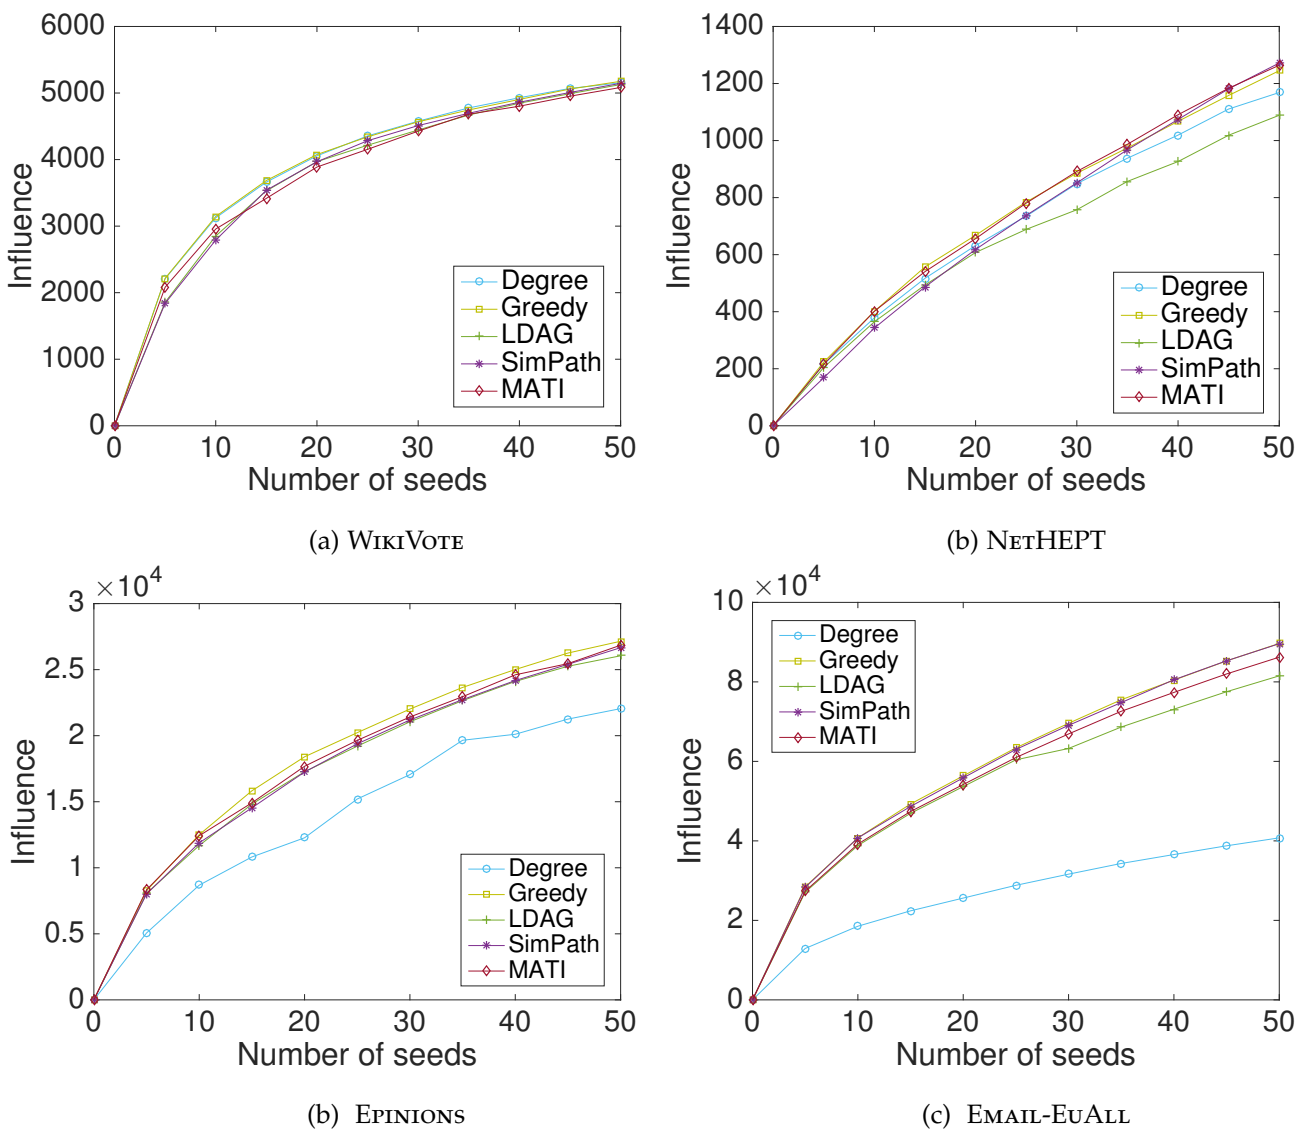 6000
5000
4000
3000
2000
1000
0
Influence
Degree
Greedy
LDAG
SimPath
MATI
0 10 20 30 40 50
Number of seeds
(a) WikiVote
1400
1200
1000
800
600
400
200
0
Influence
Degree
Greedy
LDAG
SimPath
MATI
0 10 20 30 40 50
Number of seeds
(b) NetHEPT
×10^4
3
2.5
2
1.5
1
0.5
0
Influence
Degree
Greedy
LDAG
SimPath
MATI
0 10 20 30 40 50
Number of seeds
(b) Epinions
×10^4
10
8
6
4
2
0
Influence
Degree
Greedy
LDAG
SimPath
MATI
0 10 20 30 40 50
Number of seeds
(c) Email-EuAll